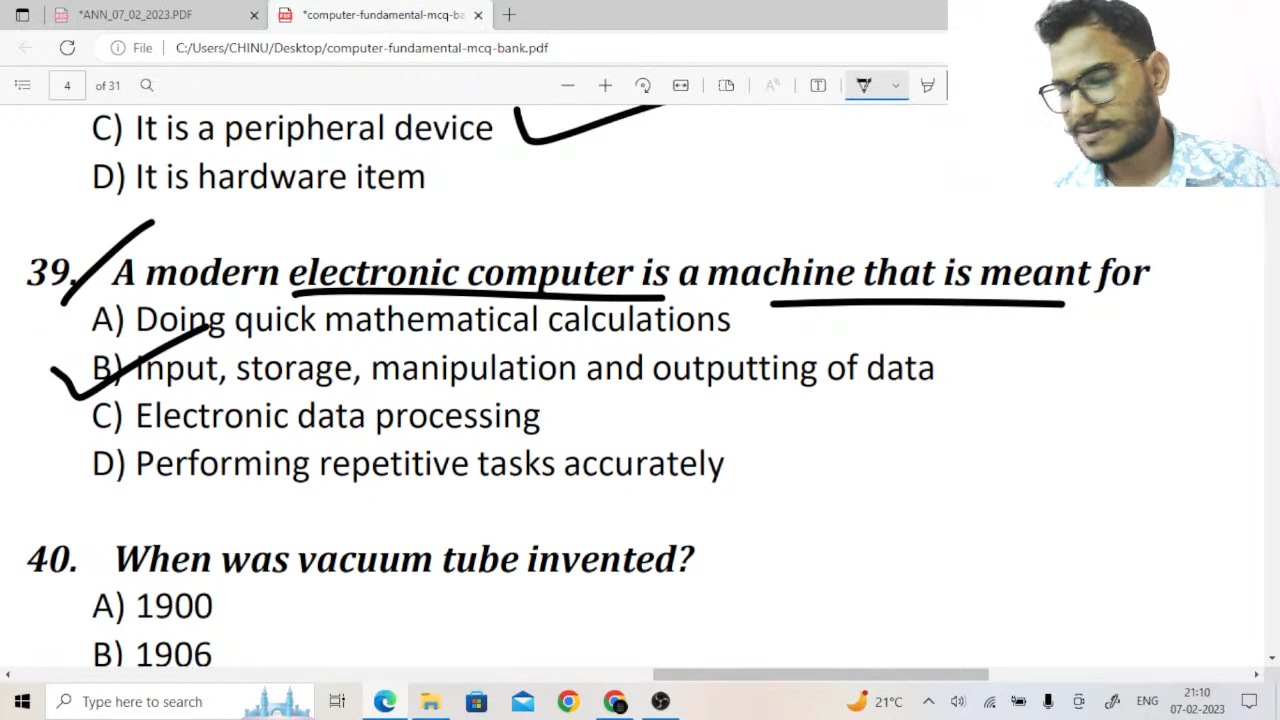 *ANN_07_02_2023.PDF
*computer-fundamental-mcq-ba
File C:/Users/CHINU/Desktop/computer-fundamental-mcq-bank.pdf
4 of 31
C) It is a peripheral device
D) It is hardware item
39. A modern electronic computer is a machine that is meant for
A) Doing quick mathematical calculations
B) Input, storage, manipulation and outputting of data
C) Electronic data processing
D) Performing repetitive tasks accurately
40. When was vacuum tube invented?
A) 1900
B) 1906
Type here to search
21°C
ENG
21:10
07-02-2023